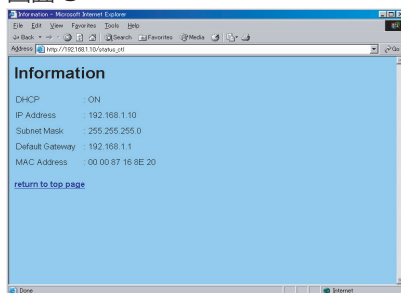 Information - Microsoft Internet Explorer
File Edit View Favorites Tools Help
Back Search Favorites Media
Address http://192.168.1.10/status_ctl Go
Information
DHCP : ON
IP Address : 192.168.1.10
Subnet Mask : 255.255.255.0
Default Gateway : 192.168.1.1
MAC Address : 00 00 87 16 8E 20
return to top page
Done Internet